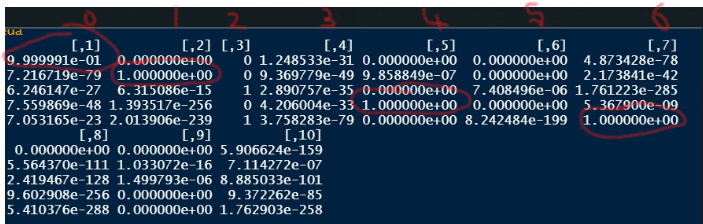 0 1 2 3 4 5 6
[,1] [,2] [,3] [,4] [,5] [,6] [,7]
9.999991e-01 0.000000e+00 0 1.248533e-31 0.000000e+00 0.000000e+00 4.873428e-78
7.216719e-79 1.000000e+00 0 9.369779e-49 9.858849e-07 0.000000e+00 2.173841e-42
6.246147e-27 6.315086e-15 1 2.890757e-35 0.000000e+00 7.408496e-06 1.761223e-285
7.559869e-48 1.393517e-256 0 4.206004e-33 1.000000e+00 0.000000e+00 5.367900e-09
7.053165e-23 2.013906e-239 1 3.758283e-79 0.000000e+00 8.242484e-199 1.000000e+00
[,8] [,9] [,10]
0.000000e+00 0.000000e+00 5.906624e-159
5.564370e-111 1.033072e-16 7.114272e-07
2.419467e-128 1.499793e-06 8.885033e-101
9.602908e-256 0.000000e+00 9.372262e-85
5.410376e-288 0.000000e+00 1.762903e-258